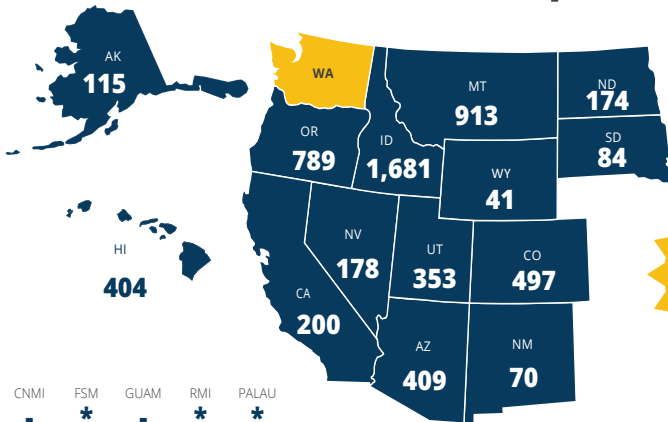 AK
115
WA
MT
913
ND
174
OR
789
ID
1,681
SD
84
WY
41
HI
404
NV
178
UT
353
CO
497
CA
200
AZ
409
NM
70
CNMI FSM GUAM RMI PALAU
- * - * *